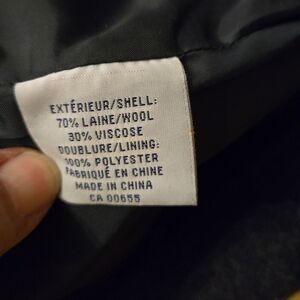 EXTÉRIEUR/SHELL:
70% LAINE/WOOL
30% VISCOSE
DOUBLURE/LINING:
100% POLYESTER
FABRIQUÉ EN CHINE
MADE IN CHINA
CA 00655